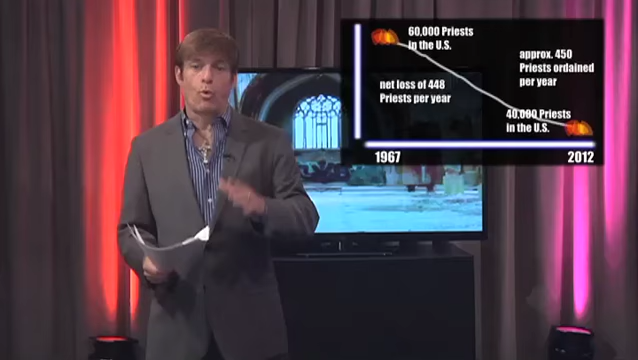 60,000 Priests
in the U.S.
approx. 450
Priests ordained
per year
net loss of 448
Priests per year
40,000 Priests
in the U.S.
1967
2012